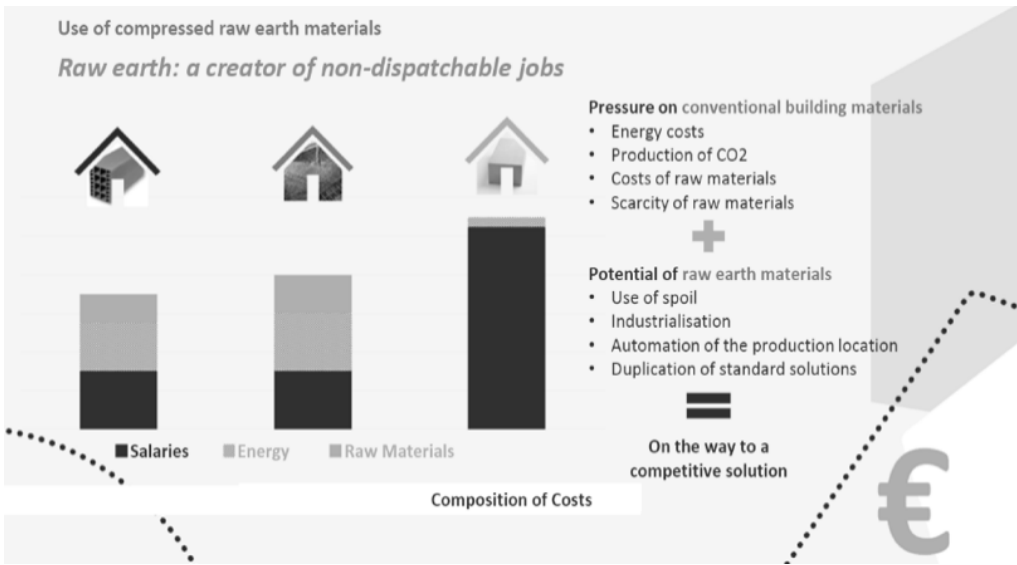 Use of compressed raw earth materials
Raw earth: a creator of non-dispatchable jobs
Pressure on conventional building materials
• Energy costs
• Production of CO2
• Costs of raw materials
• Scarcity of raw materials
+
Potential of raw earth materials
• Use of spoil
• Industrialisation
• Automation of the production location
• Duplication of standard solutions
=
On the way to a
competitive solution
Salaries Energy Raw Materials
Composition of Costs
€